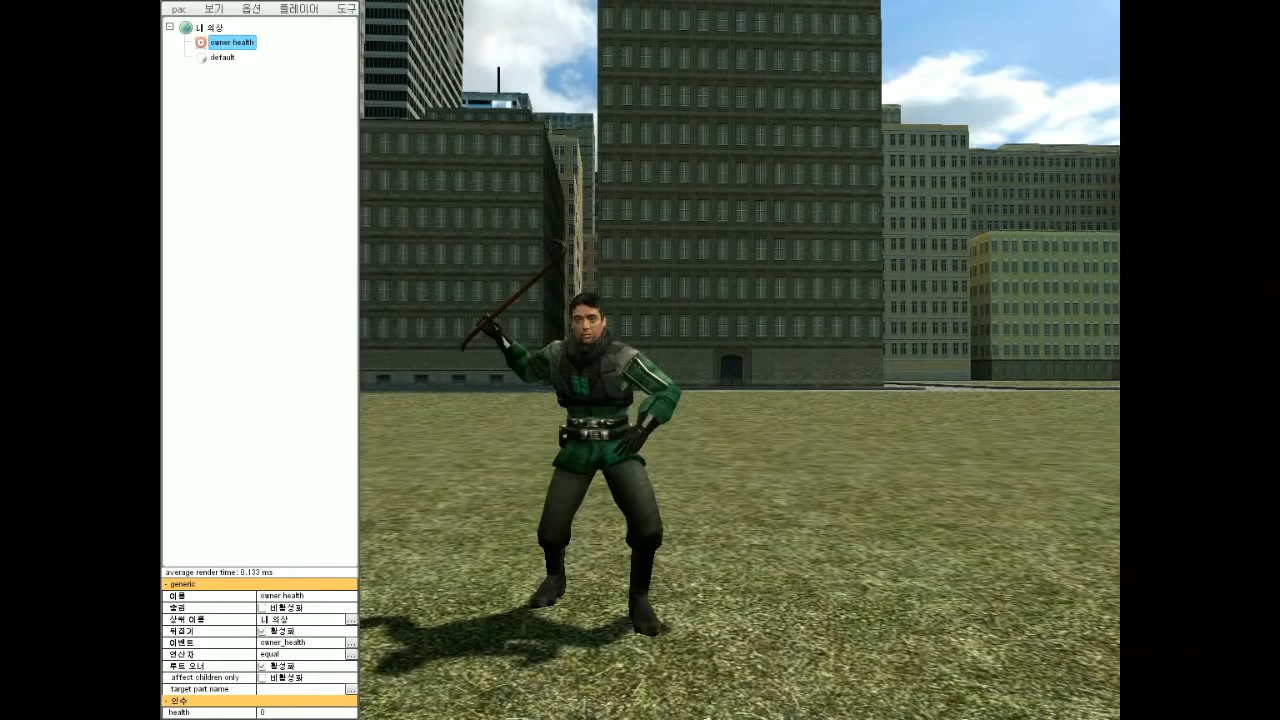 pac 보기 옵션 플레이어 도구
내 의상
owner health
default
average render time: 0.133 ms
- generic
이름 owner health
숨김 비활성화
상위 이름 내 의상 ...
뒤집기 활성화
이벤트 owner_health ...
연산자 equal ...
루트 오너 활성화
affect children only 비활성화
target part name ...
- 인수
health 0